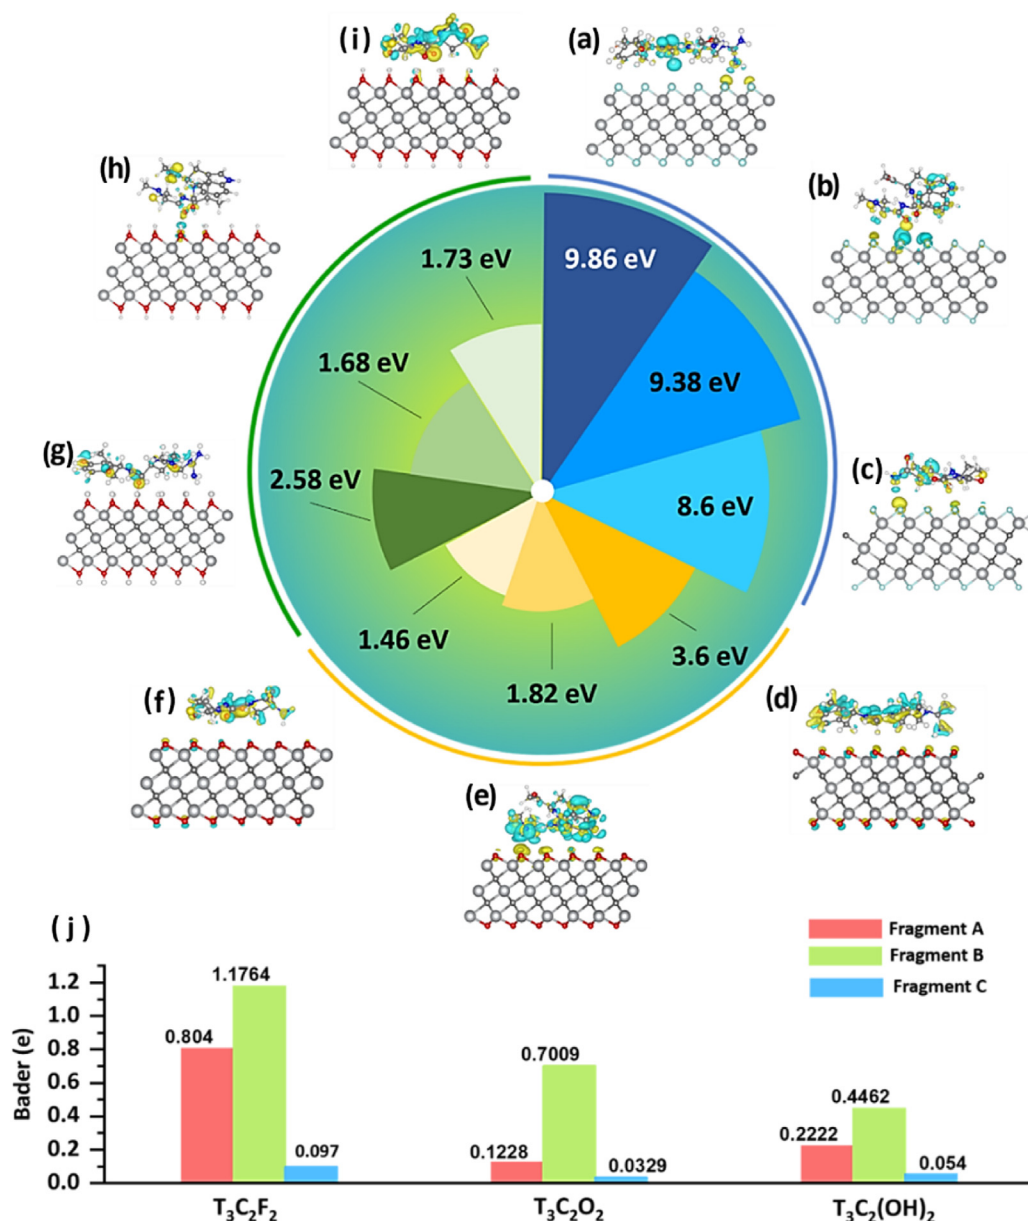 (i)
(a)
(h)
(b)
1.73 eV
9.86 eV
1.68 eV
9.38 eV
(g)
2.58 eV
8.6 eV
(c)
1.46 eV
1.82 eV
3.6 eV
(f)
(d)
(e)
( j )
Fragment A
Fragment B
Fragment C
Bader (e)
1.2
1.0
0.8
0.6
0.4
0.2
0.0
0.804
1.1764
0.097
0.1228
0.7009
0.0329
0.2222
0.4462
0.054
T₃C₂F₂
T₃C₂O₂
T₃C₂(OH)₂